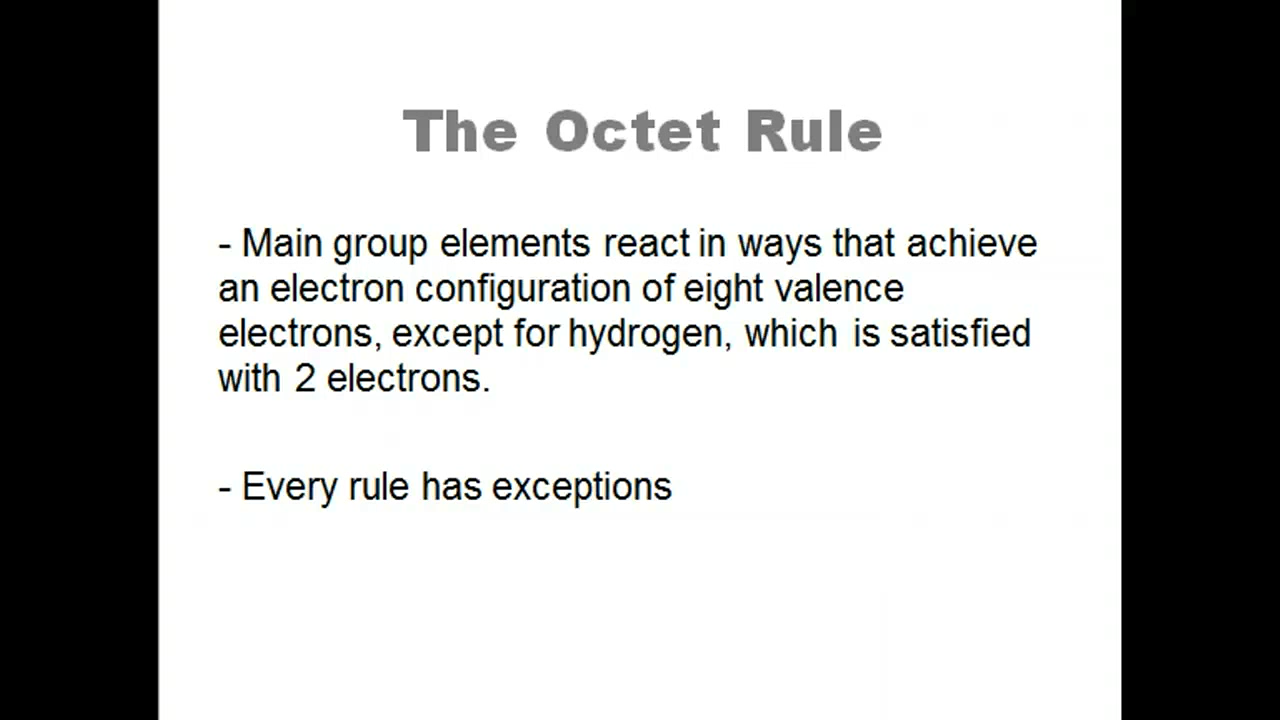 The Octet Rule
- Main group elements react in ways that achieve
an electron configuration of eight valence
electrons, except for hydrogen, which is satisfied
with 2 electrons.
- Every rule has exceptions